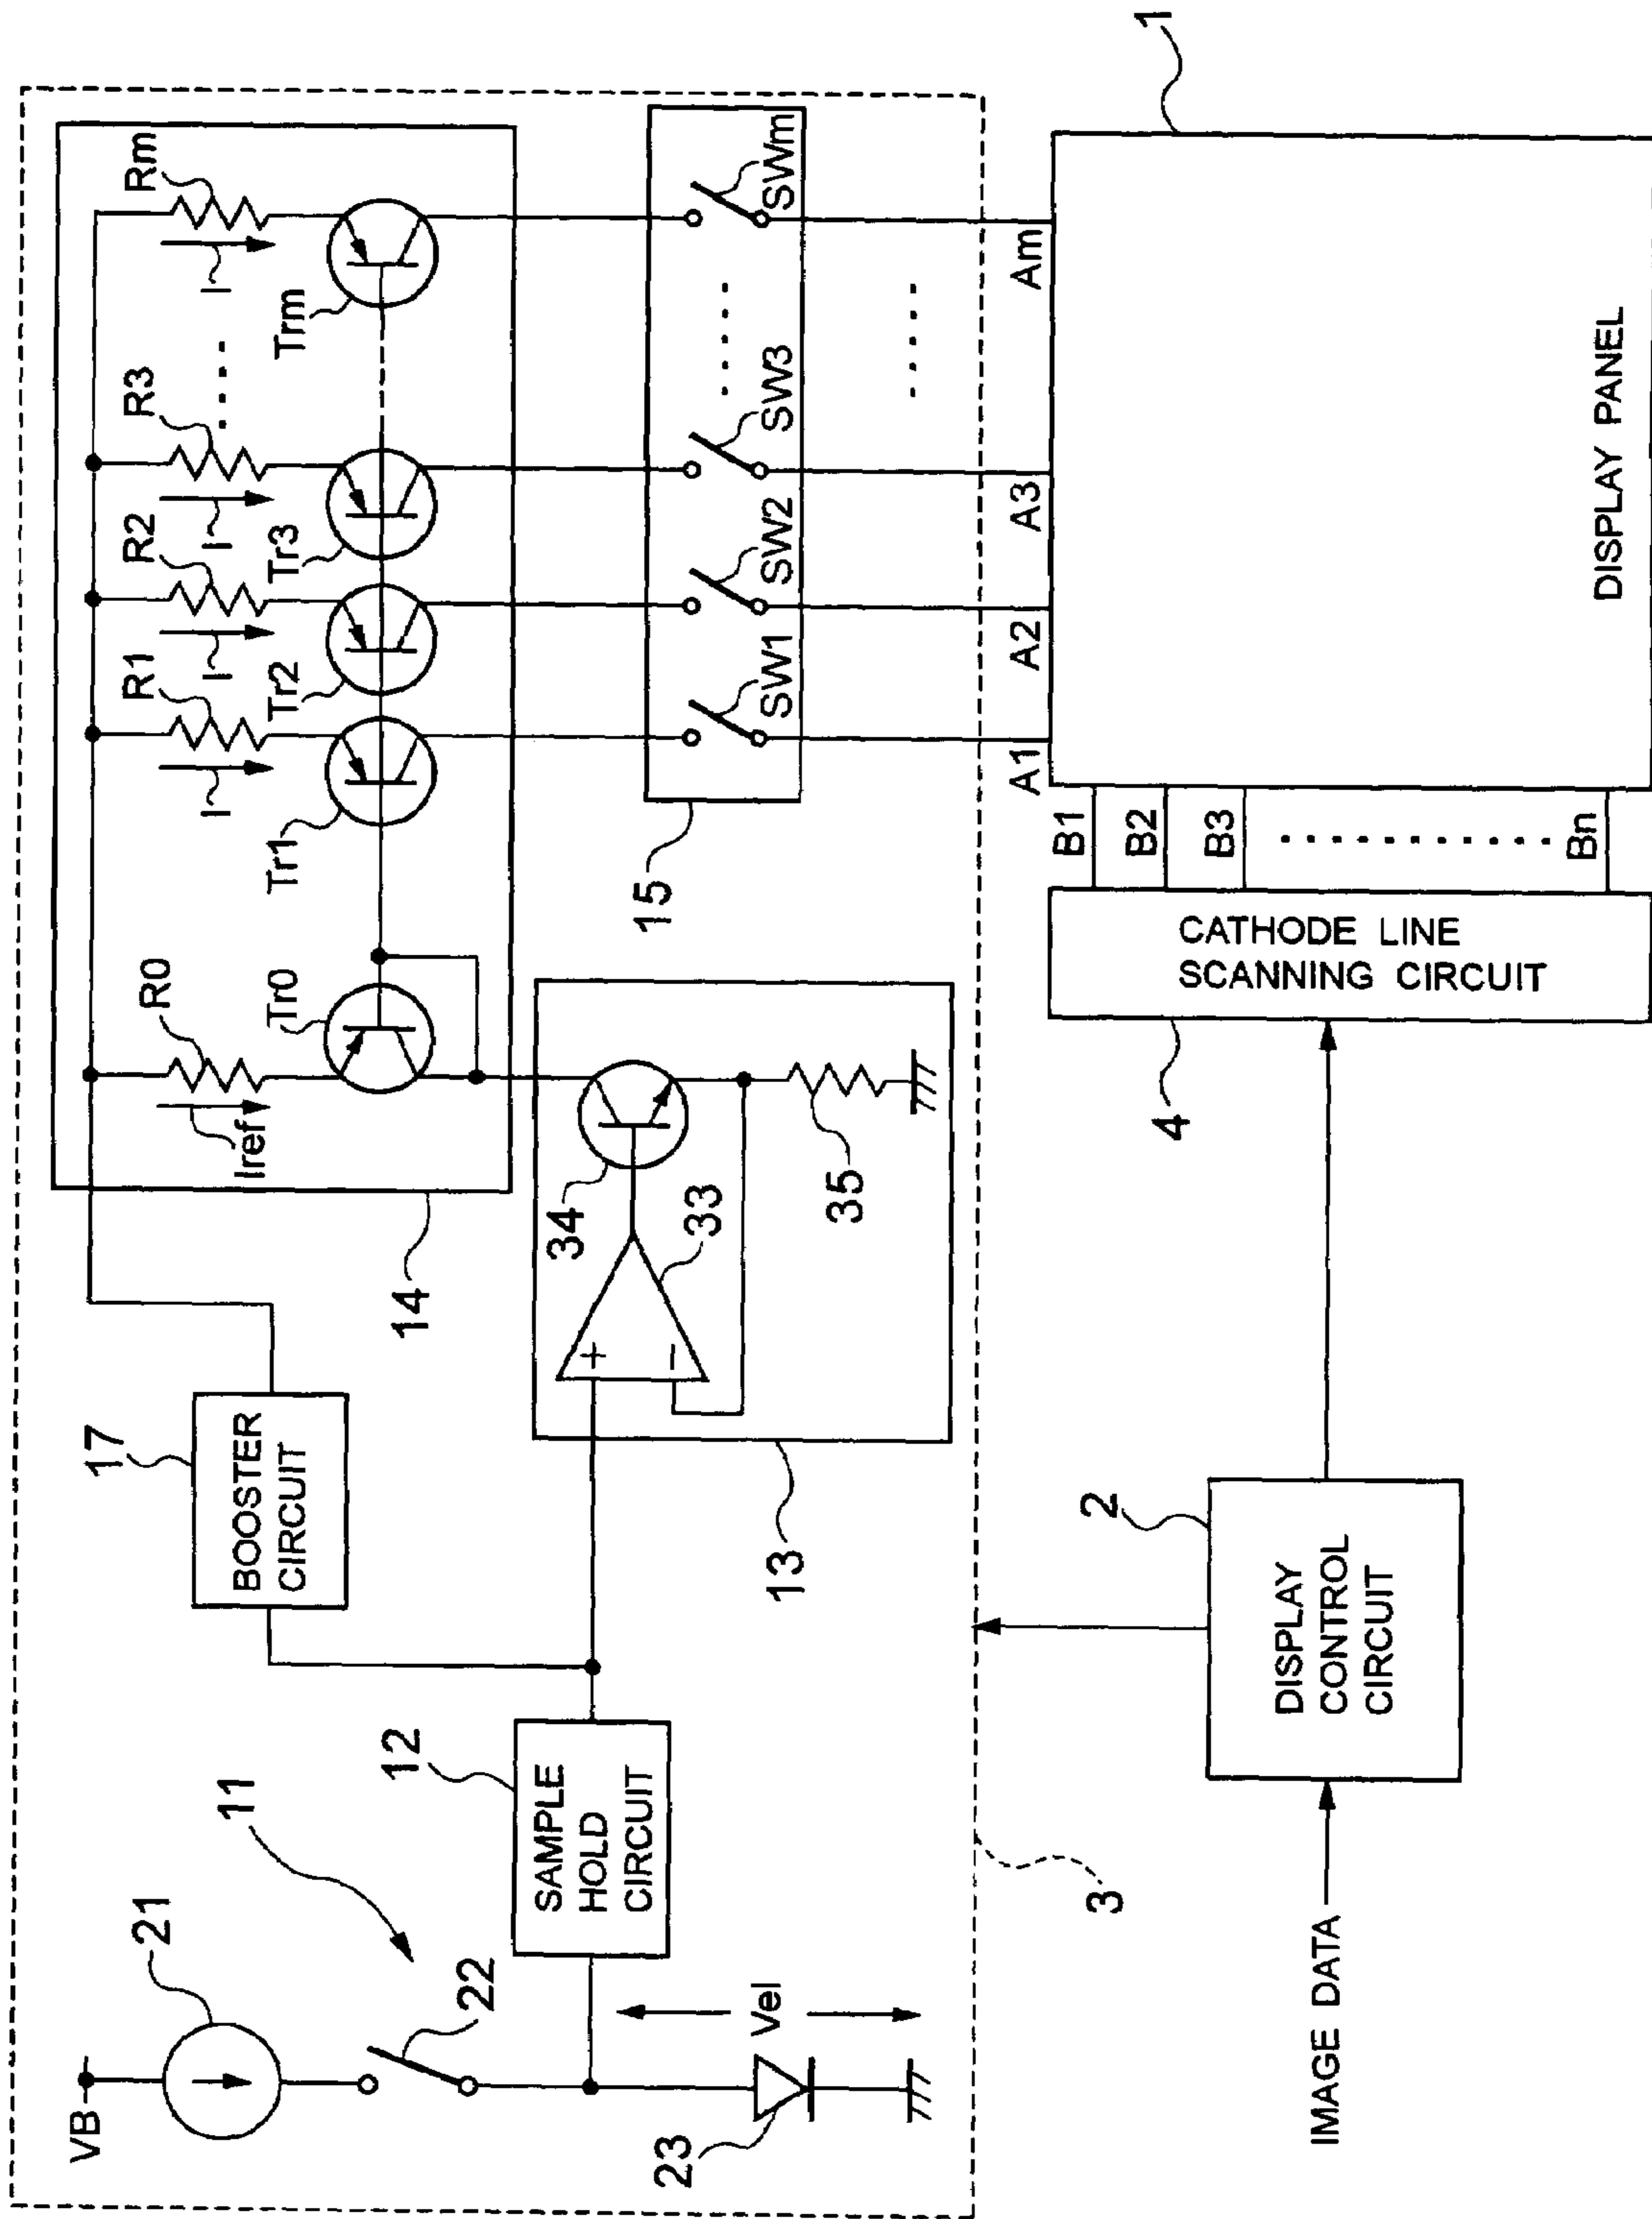 VB
21
22
11
23
Vel
12
SAMPLE
HOLD
CIRCUIT
17
BOOSTER
CIRCUIT
14
Iref
R0
Tr0
R1
R2
R3
Rm
I
I
I
I
Tr1
Tr2
Tr3
Trm
34
33
35
13
15
SW1
SW2
SW3
SWm
A1
A2
A3
Am
3
IMAGE DATA
DISPLAY
CONTROL
CIRCUIT
2
4
CATHODE LINE
SCANNING CIRCUIT
B1
B2
B3
Bn
DISPLAY PANEL
1
+
−